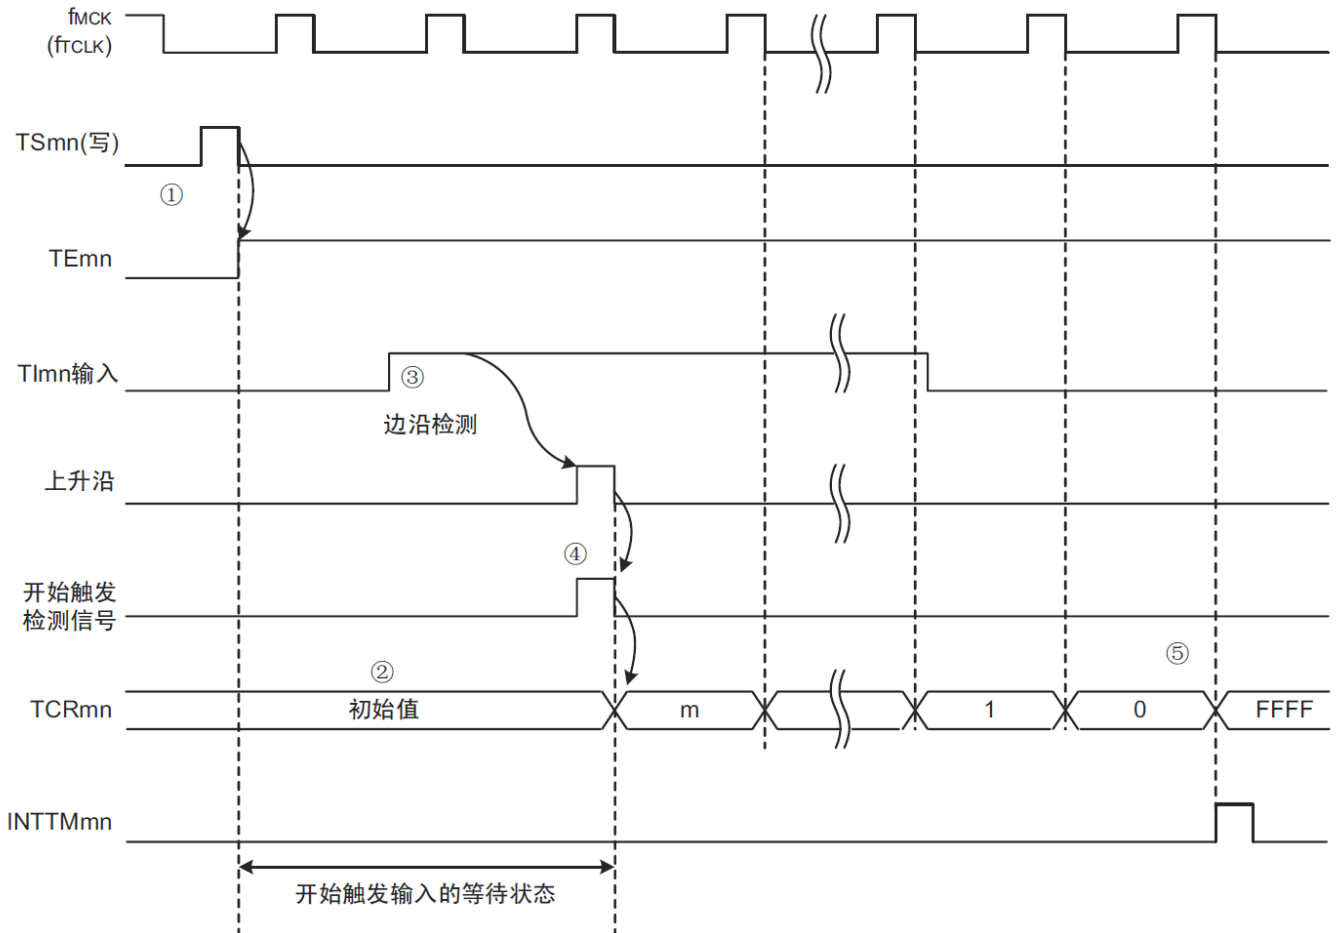 fMCK
(fTCLK)
TSmn(写)
①
TEmn
TImn输入
③
边沿检测
上升沿
④
开始触发
检测信号
②
⑤
TCRmn
初始值
m
1
0
FFFF
INTTMmn
开始触发输入的等待状态